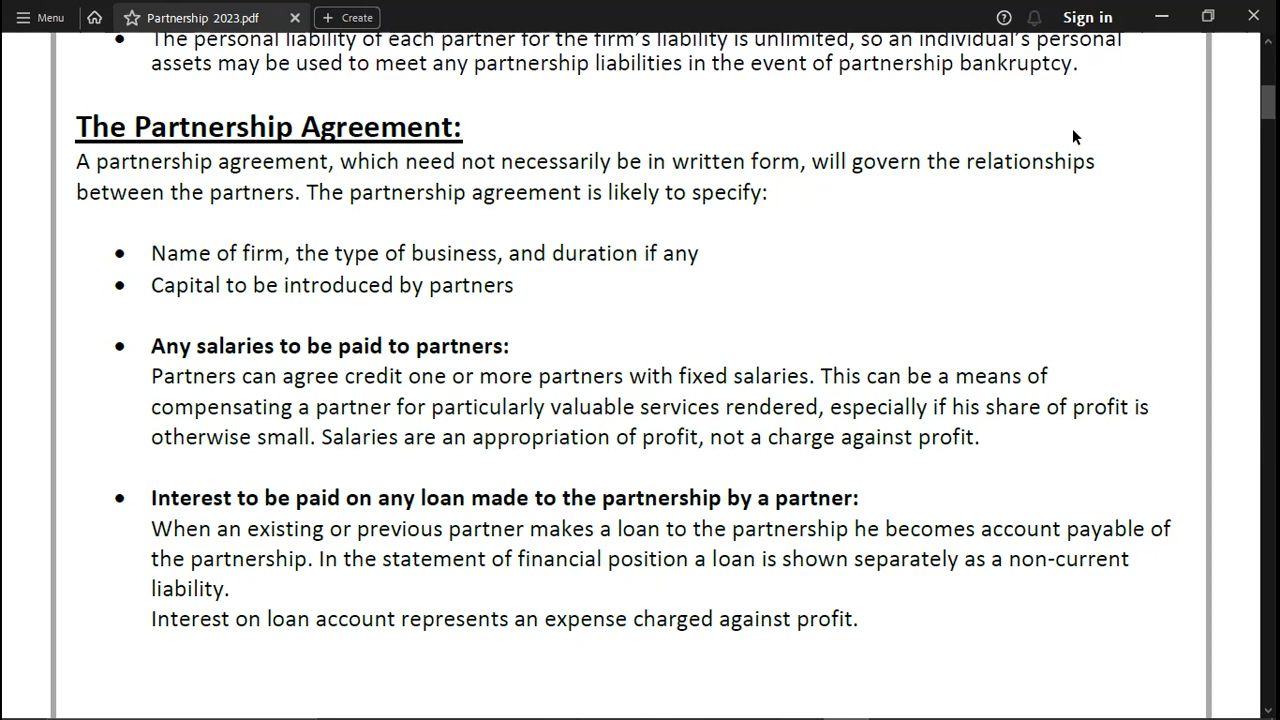 Menu
Partnership 2023.pdf
Create
Sign in
The personal liability of each partner for the firm's liability is unlimited, so an individual's personal
assets may be used to meet any partnership liabilities in the event of partnership bankruptcy.
The Partnership Agreement:
A partnership agreement, which need not necessarily be in written form, will govern the relationships
between the partners. The partnership agreement is likely to specify:
• Name of firm, the type of business, and duration if any
• Capital to be introduced by partners
• Any salaries to be paid to partners:
Partners can agree credit one or more partners with fixed salaries. This can be a means of
compensating a partner for particularly valuable services rendered, especially if his share of profit is
otherwise small. Salaries are an appropriation of profit, not a charge against profit.
• Interest to be paid on any loan made to the partnership by a partner:
When an existing or previous partner makes a loan to the partnership he becomes account payable of
the partnership. In the statement of financial position a loan is shown separately as a non-current
liability.
Interest on loan account represents an expense charged against profit.